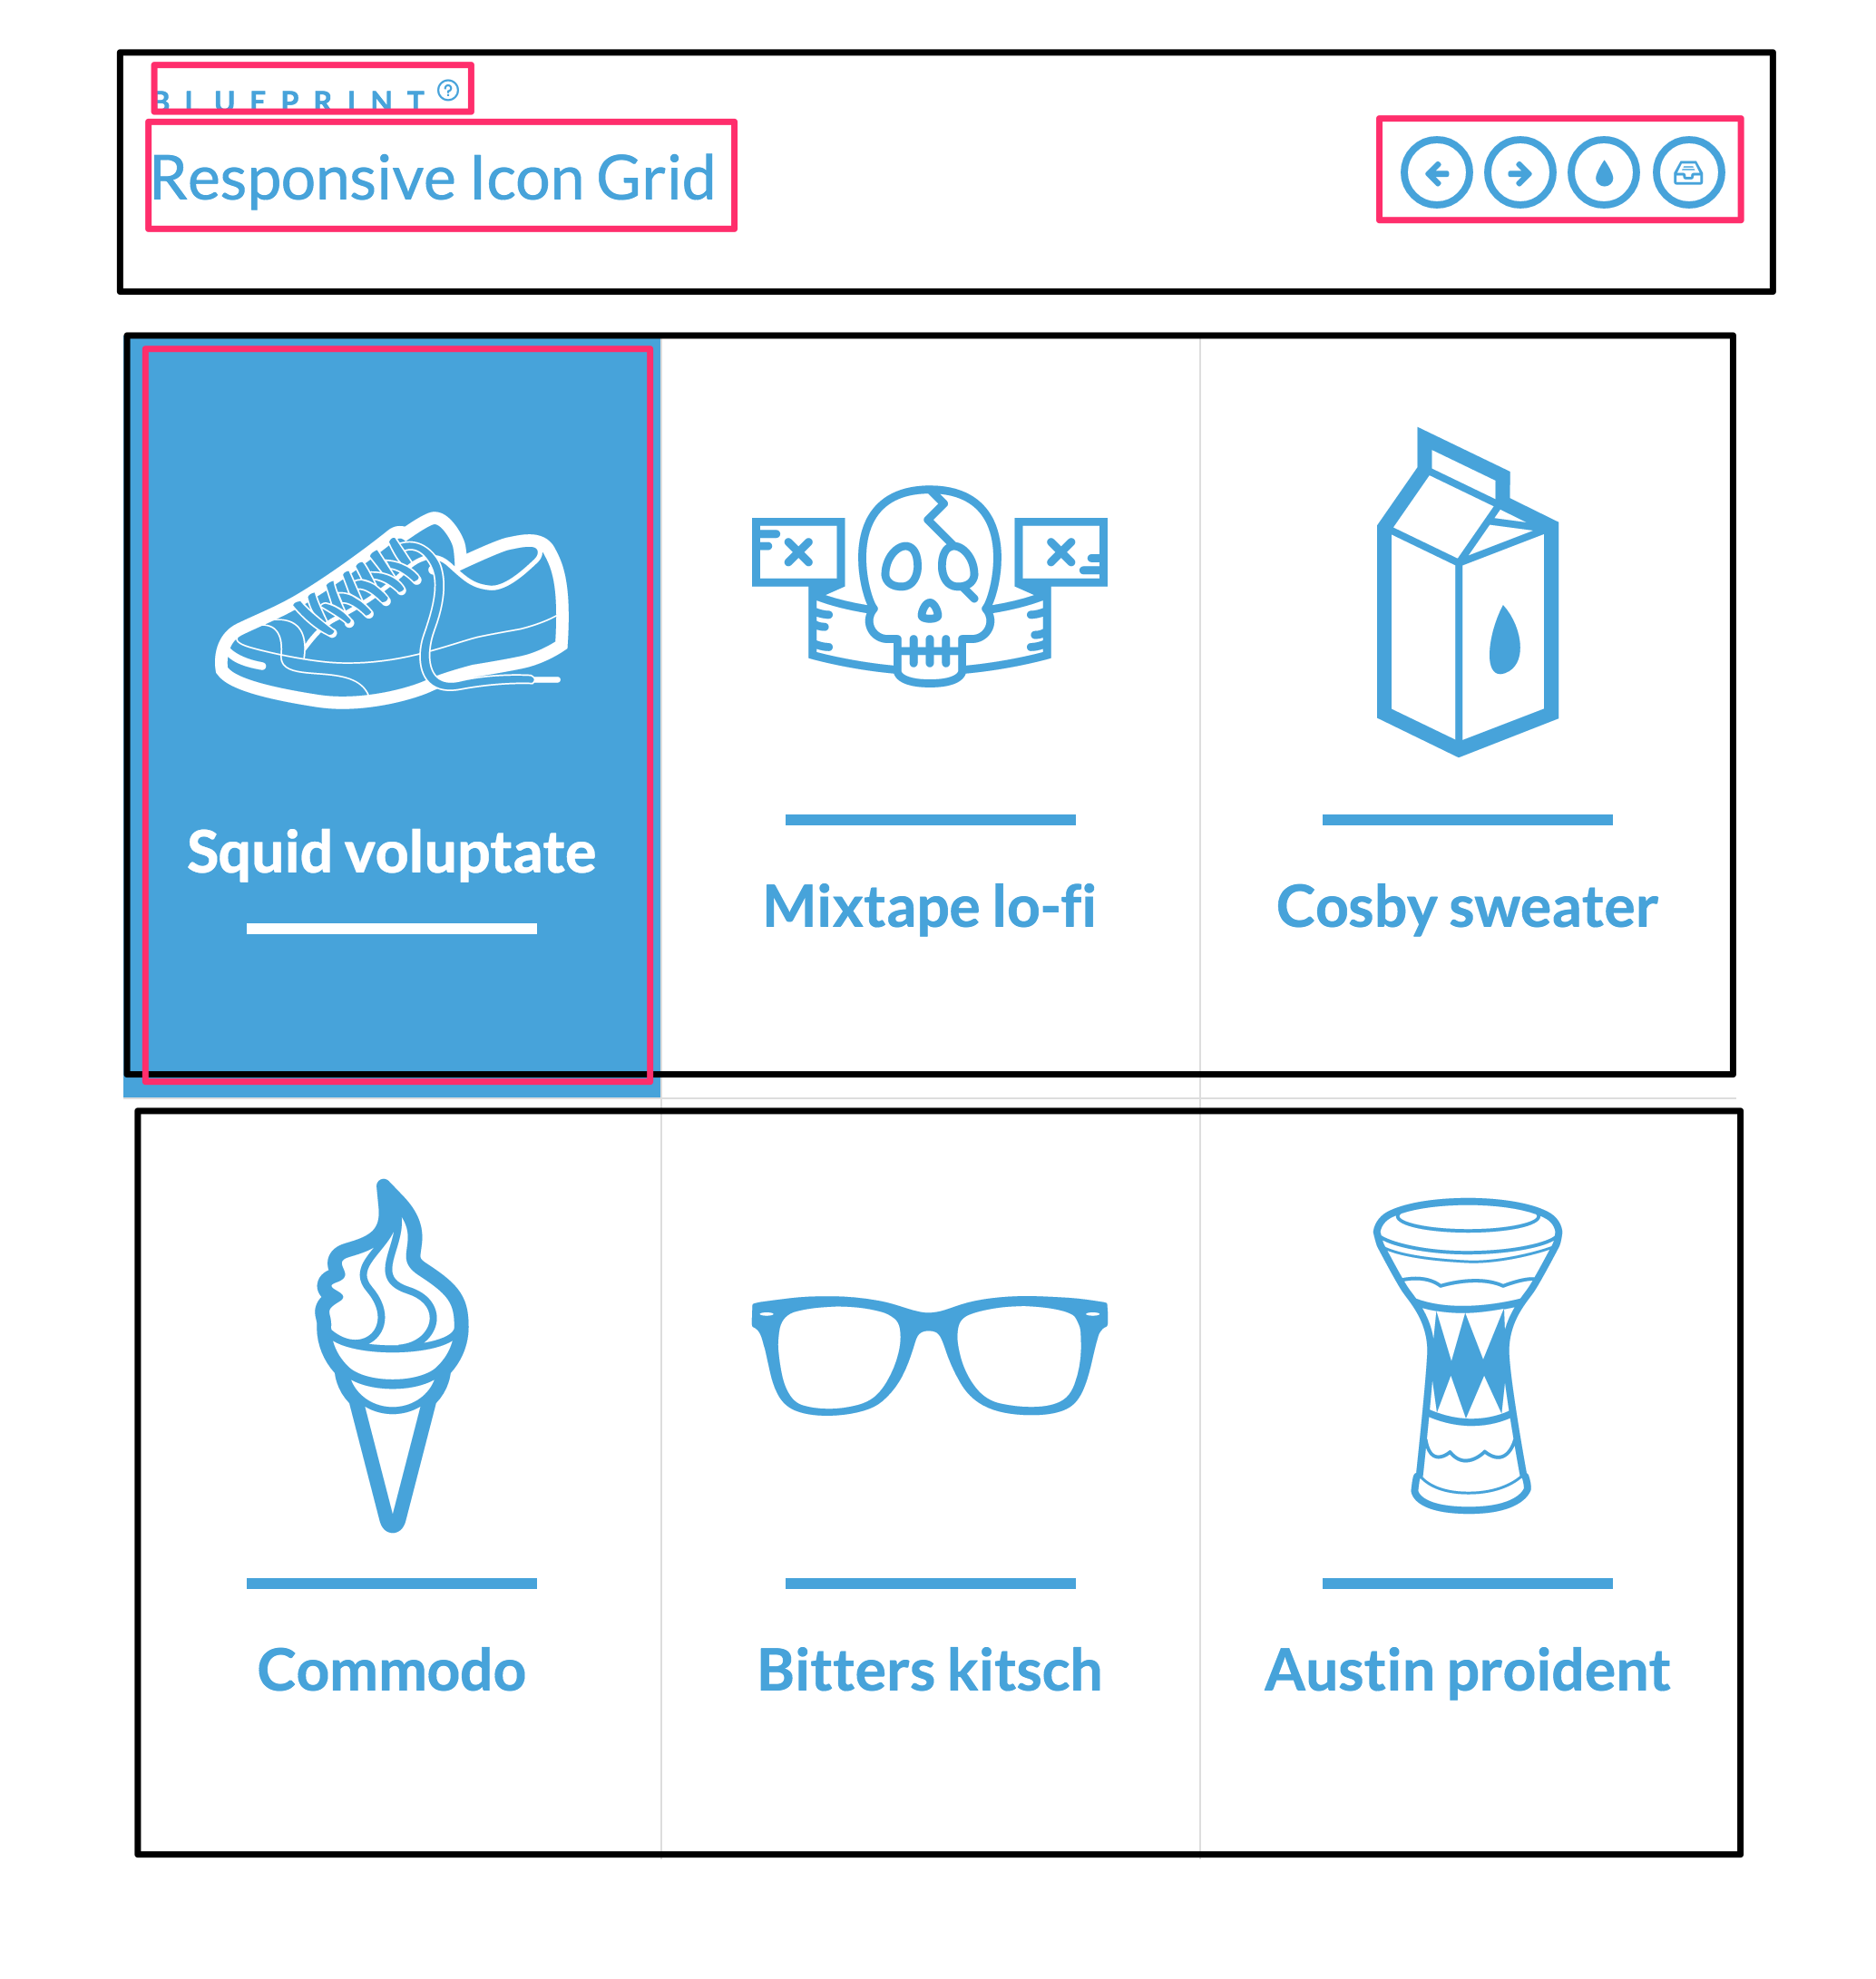 BLUEPRINT
Responsive Icon Grid
Squid voluptate
Mixtape lo-fi
Cosby sweater
Commodo
Bitters kitsch
Austin proident